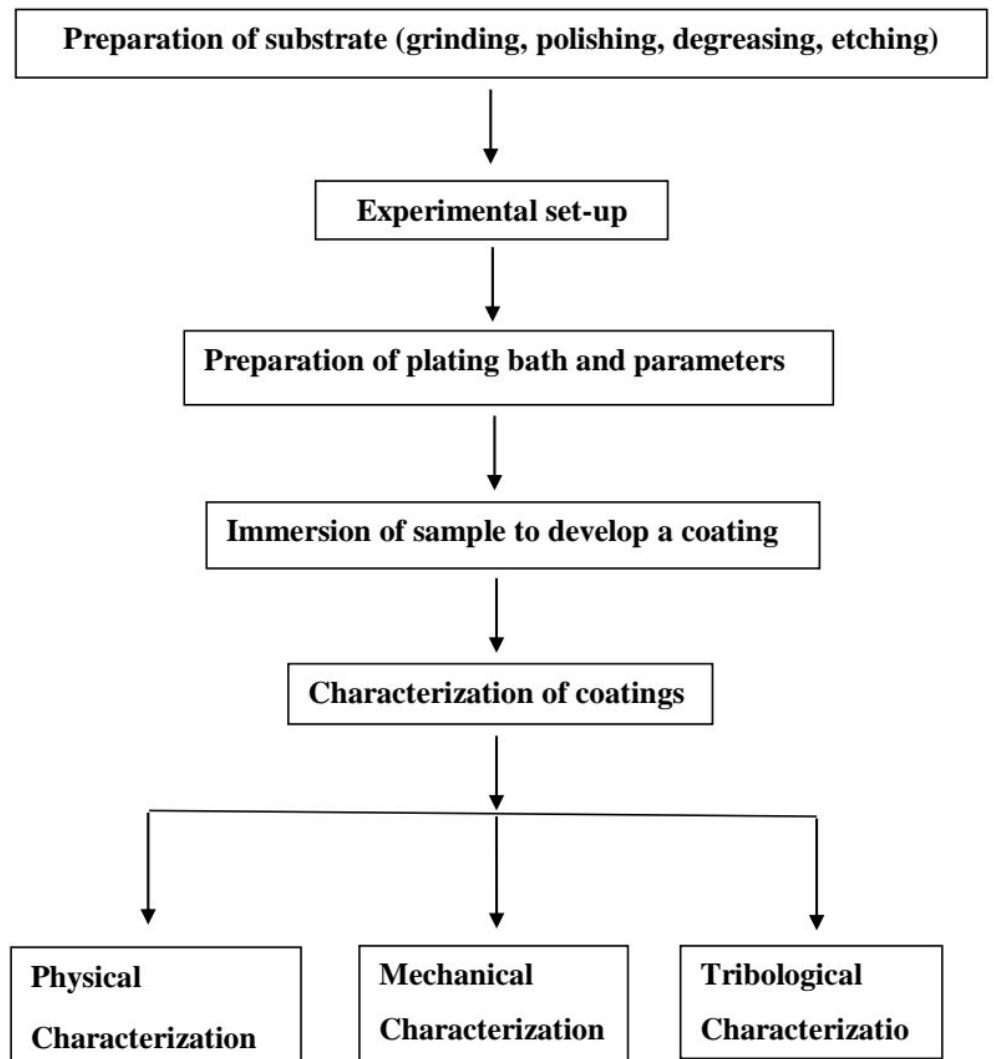 Preparation of substrate (grinding, polishing, degreasing, etching)
Experimental set-up
Preparation of plating bath and parameters
Immersion of sample to develop a coating
Characterization of coatings
Physical
Characterization
Mechanical
Characterization
Tribological
Characterizatio